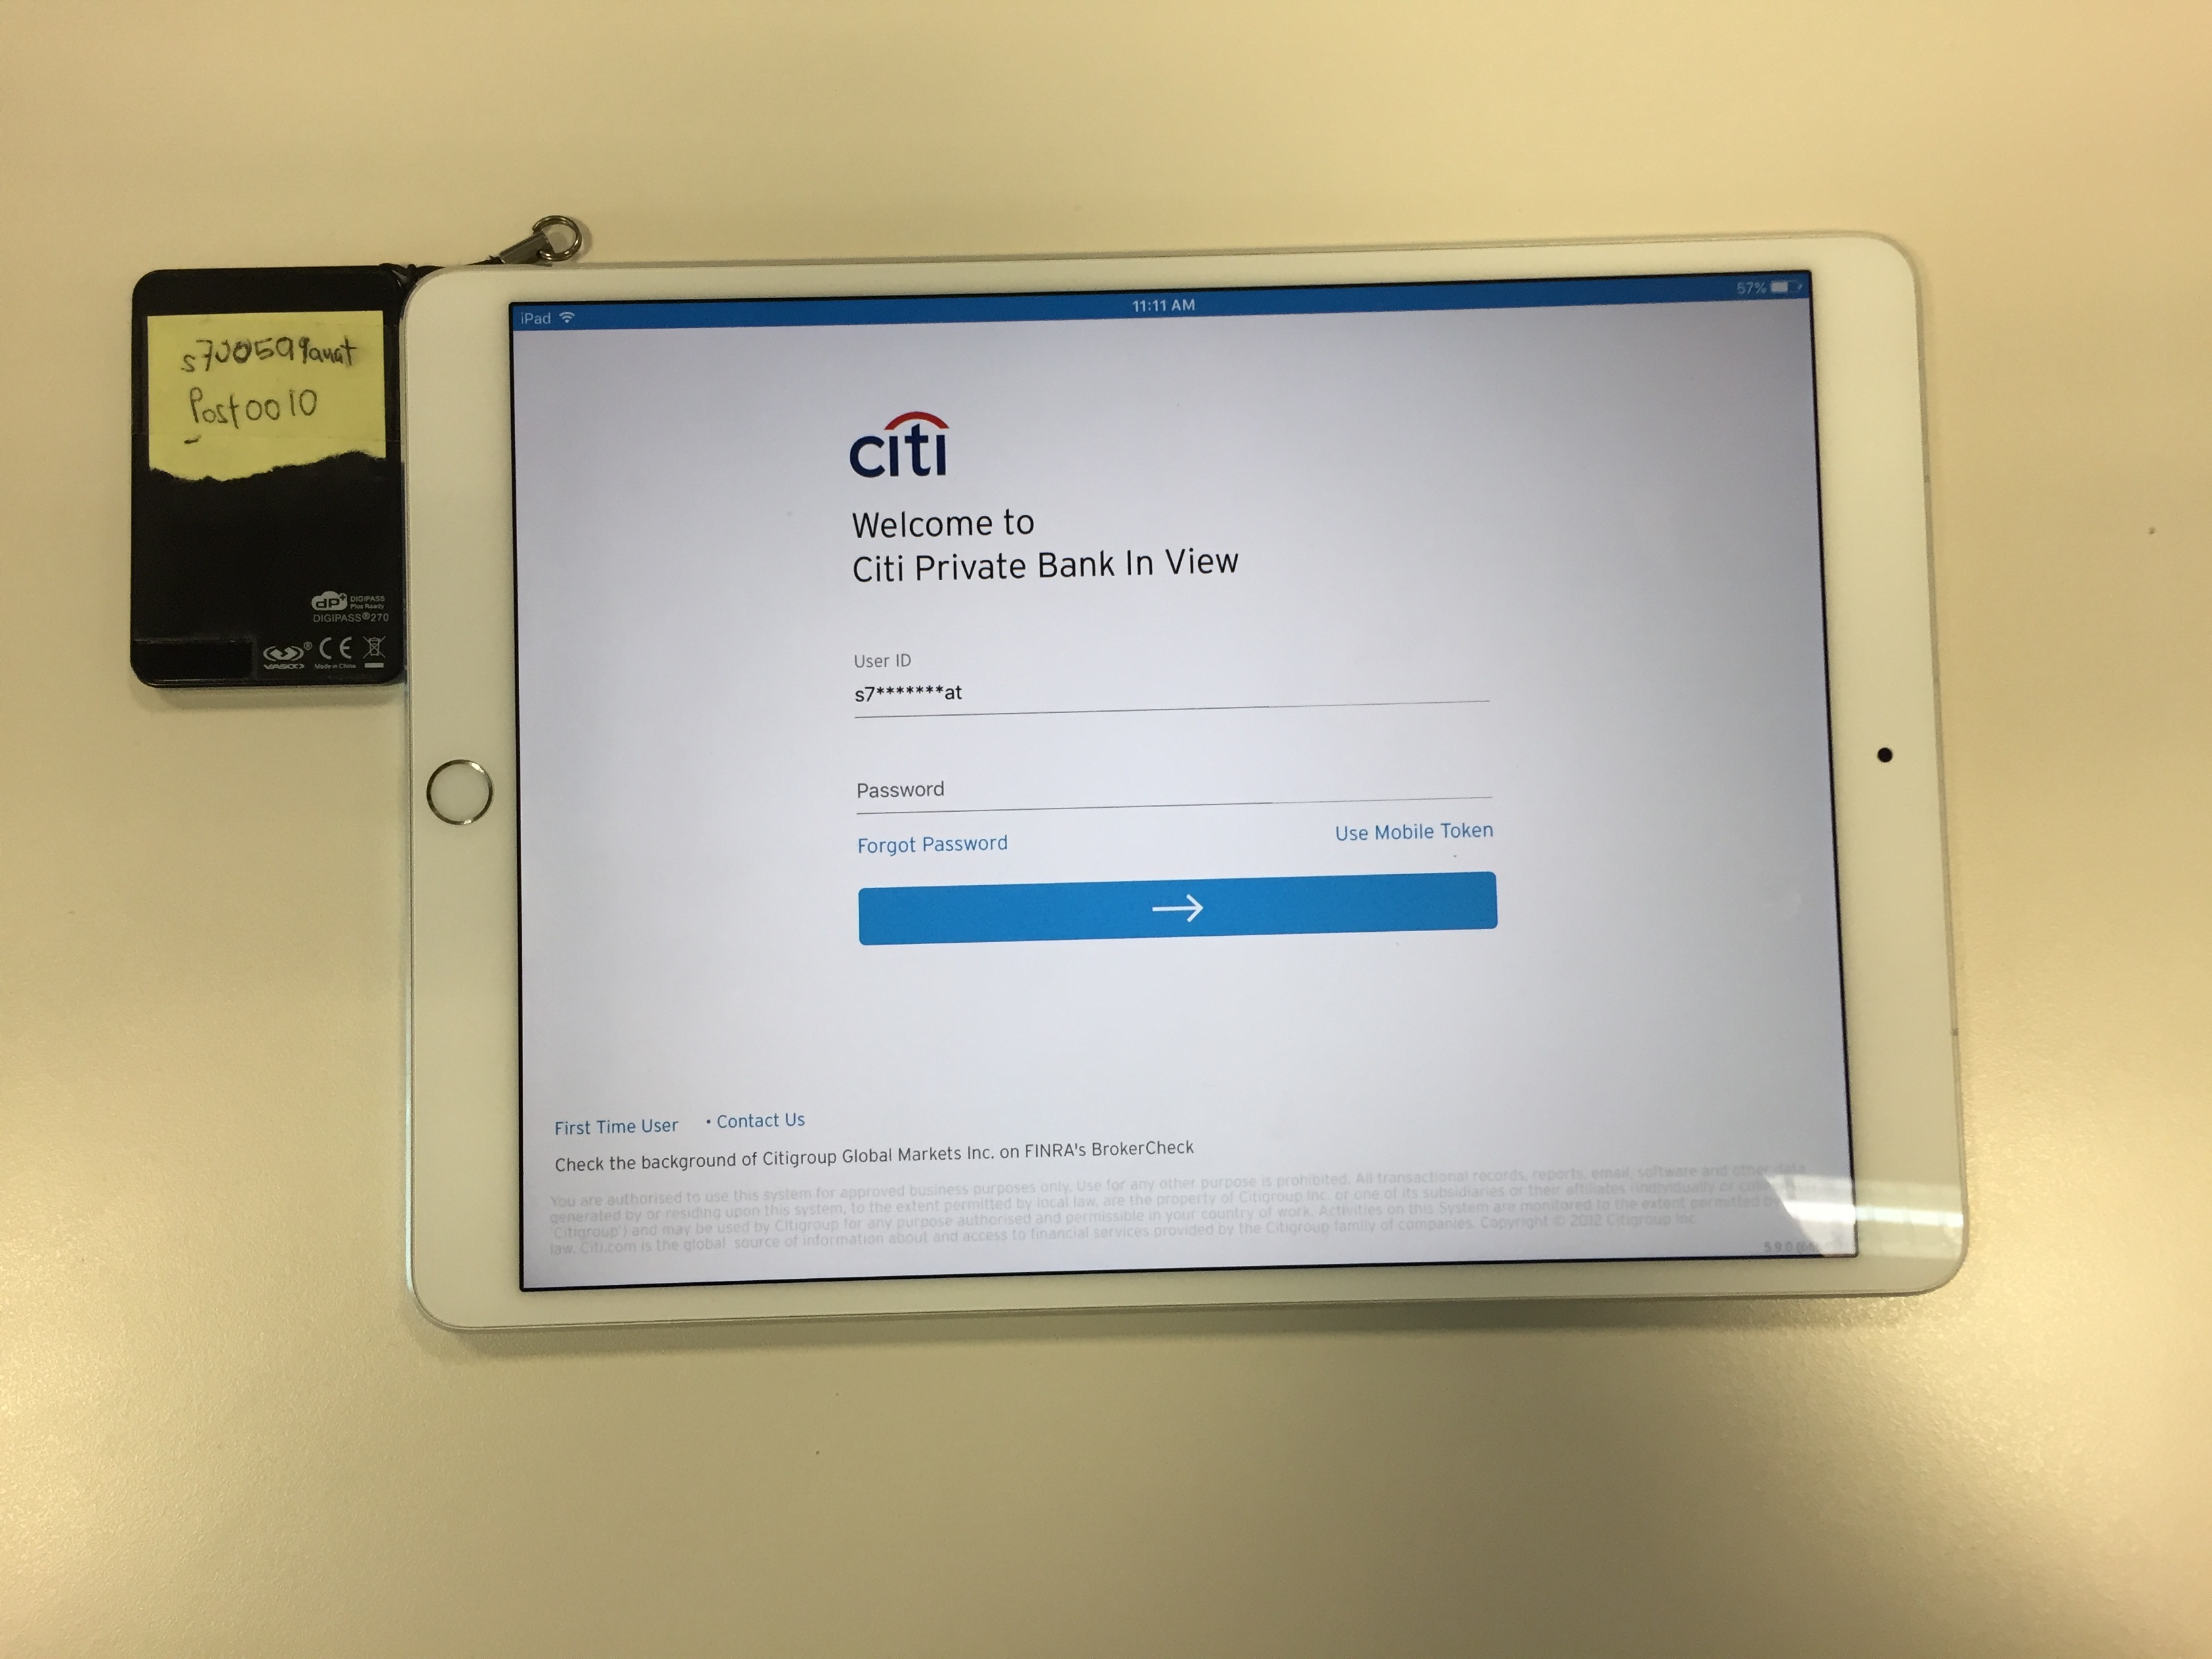 Post0010
DIGIPASS
Plus Ready
DIGIPASS®270
VASCO
Made in China
CE
iPad
11:11 AM
57%
citi
Welcome to
Citi Private Bank In View
User ID
s7*******at
Password
Forgot Password
Use Mobile Token
First Time User • Contact Us
Check the background of Citigroup Global Markets Inc. on FINRA's BrokerCheck
You are authorised to use this system for approved business purposes only. Use for any other purpose is prohibited. All transactional records, reports, email, software and other data
generated by or residing upon this system, to the extent permitted by local law, are the property of Citigroup Inc. or one of its subsidiaries or their affiliates (individually or
'Citigroup') and may be used by Citigroup for any purpose authorised and permissible in your country of work. Activities on this System are monitored to the extent permitted by
law. Citi.com is the global source of information about and access to financial services provided by the Citigroup family of companies. Copyright © 2012 Citigroup Inc
5.9.0